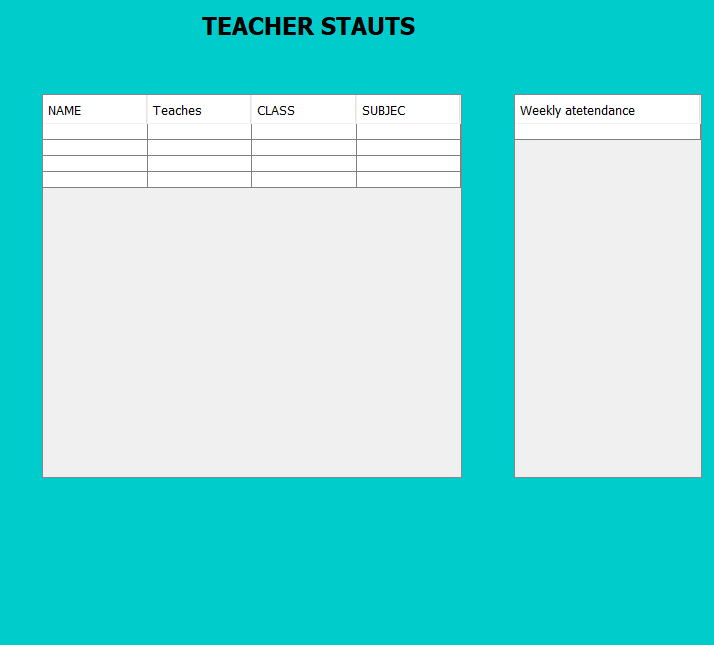 TEACHER STAUTS
NAME Teaches CLASS SUBJEC
Weekly atetendance